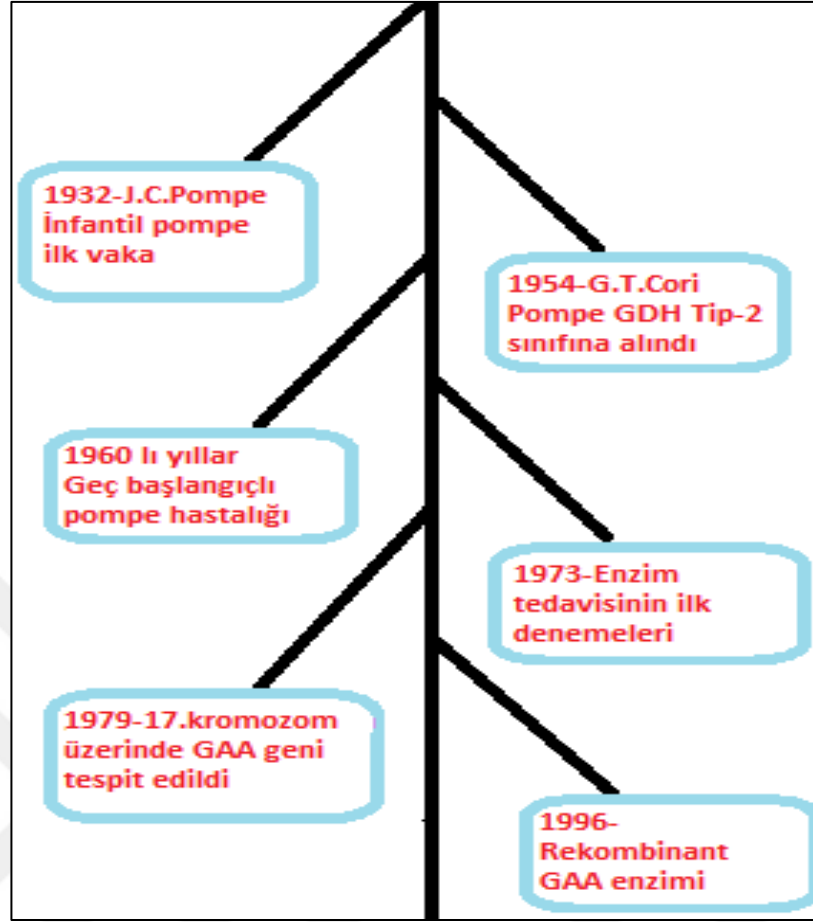 1932-J.C.Pompe
İnfantil pompe
ilk vaka
1954-G.T.Cori
Pompe GDH Tip-2
sınıfına alındı
1960 lı yıllar
Geç başlangıçlı
pompe hastalığı
1973-Enzim
tedavisinin ilk
denemeleri
1979-17.kromozom
üzerinde GAA geni
tespit edildi
1996-
Rekombinant
GAA enzimi